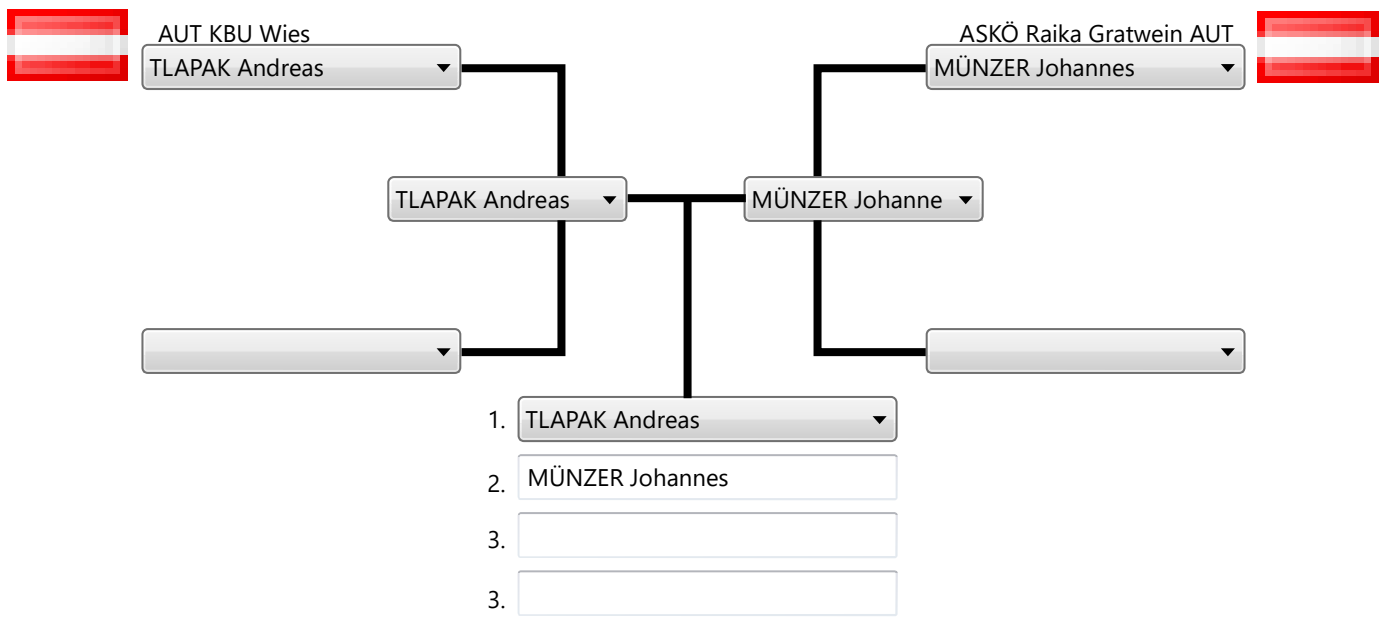 AUT KBU Wies
ASKÖ Raika Gratwein AUT
TLAPAK Andreas
MÜNZER Johannes
TLAPAK Andreas
MÜNZER Johanne
1. TLAPAK Andreas
2. MÜNZER Johannes
3.
3.